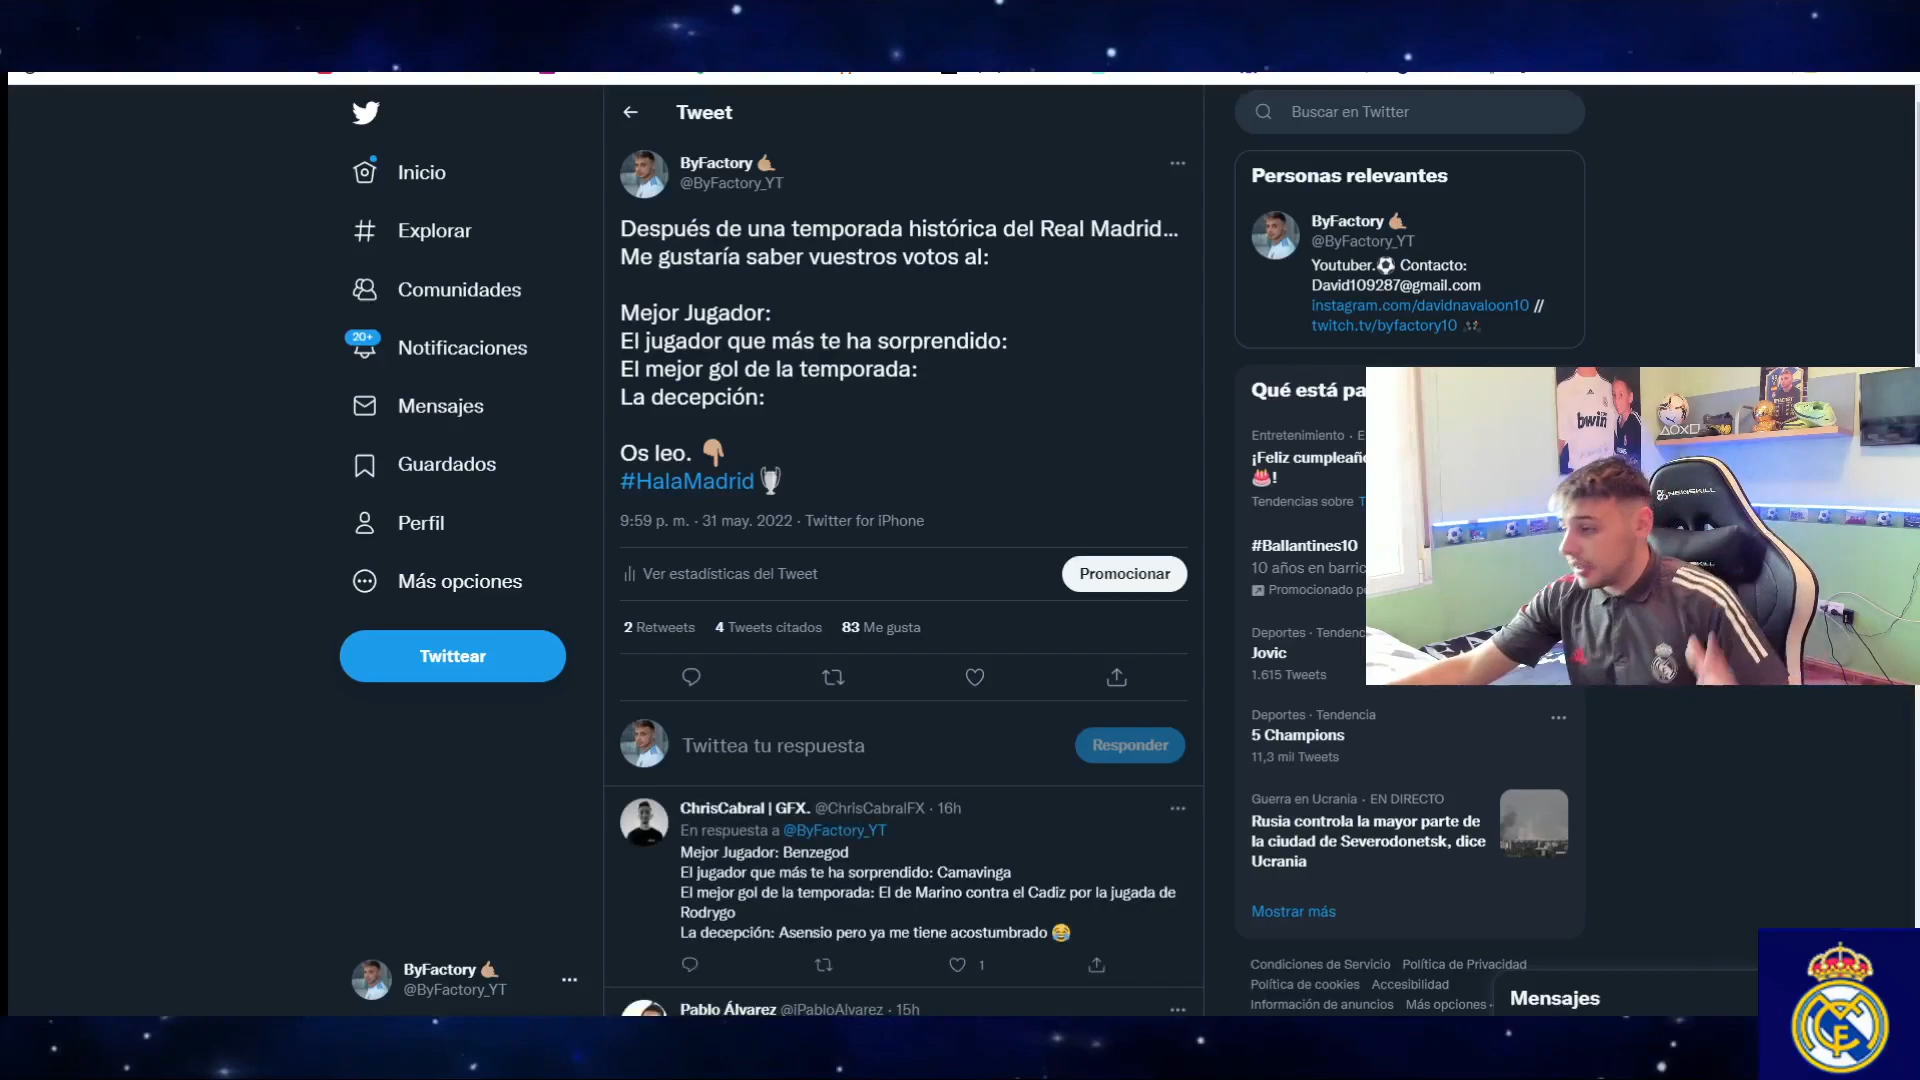 Inicio
Explorar
Comunidades
20+
Notificaciones
Mensajes
Guardados
Perfil
Más opciones
Twittear
ByFactory
@ByFactory_YT
Tweet
ByFactory
@ByFactory_YT
Después de una temporada histórica del Real Madrid...
Me gustaría saber vuestros votos al:
Mejor Jugador:
El jugador que más te ha sorprendido:
El mejor gol de la temporada:
La decepción:
Os leo.
#HalaMadrid
9:59 p. m. · 31 may. 2022 · Twitter for iPhone
Ver estadísticas del Tweet
Promocionar
2 Retweets 4 Tweets citados 83 Me gusta
Twittea tu respuesta
Responder
ChrisCabral | GFX. @ChrisCabralFX · 16h
En respuesta a @ByFactory_YT
Mejor Jugador: Benzegod
El jugador que más te ha sorprendido: Camavinga
El mejor gol de la temporada: El de Marino contra el Cadiz por la jugada de
Rodrygo
La decepción: Asensio pero ya me tiene acostumbrado
1
Pablo Álvarez @iPabloAlvarez · 15h
Buscar en Twitter
Personas relevantes
ByFactory
@ByFactory_YT
Youtuber. Contacto:
David109287@gmail.com
instagram.com/davidnavaloon10 //
twitch.tv/byfactory10
Qué está pa
Entretenimiento · E
¡Feliz cumpleaño
!
Tendencias sobre T
#Ballantines10
10 años en barric
Promocionado po
Deportes · Tendenc
Jovic
1.615 Tweets
bwin
NEWSKILL
Deportes · Tendencia
5 Champions
11,3 mil Tweets
Guerra en Ucrania · EN DIRECTO
Rusia controla la mayor parte de
la ciudad de Severodonetsk, dice
Ucrania
Mostrar más
Condiciones de Servicio Política de Privacidad
Política de cookies Accesibilidad
Información de anuncios Más opciones
Mensajes